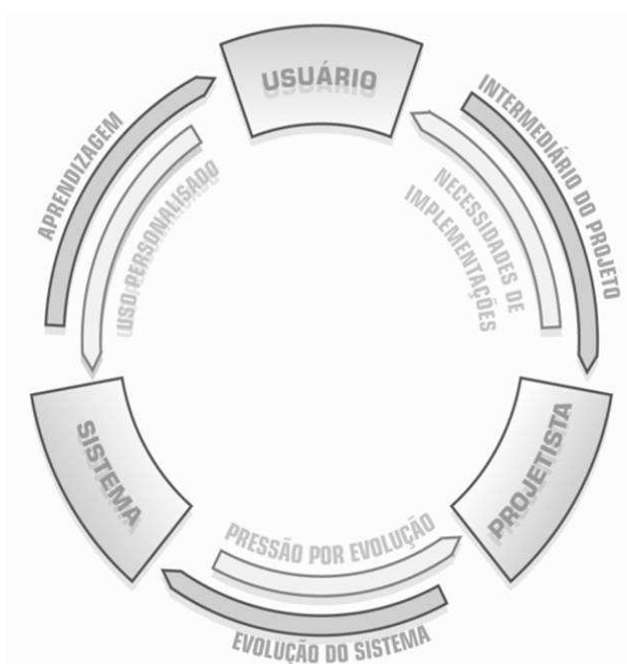 USUÁRIO
APRENDIZAGEM
USO PERSONALISADO
INTERMEDIÁRIO DO PROJETO
NECESSIDADES DE
IMPLEMENTAÇÕES
SISTEMA
PROJETISTA
PRESSÃO POR EVOLUÇÃO
EVOLUÇÃO DO SISTEMA